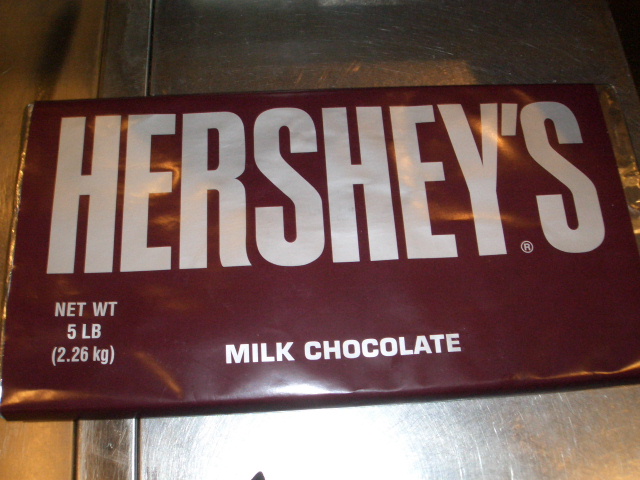 HERSHEY'S®
NET WT
5 LB
(2.26 kg)
MILK CHOCOLATE